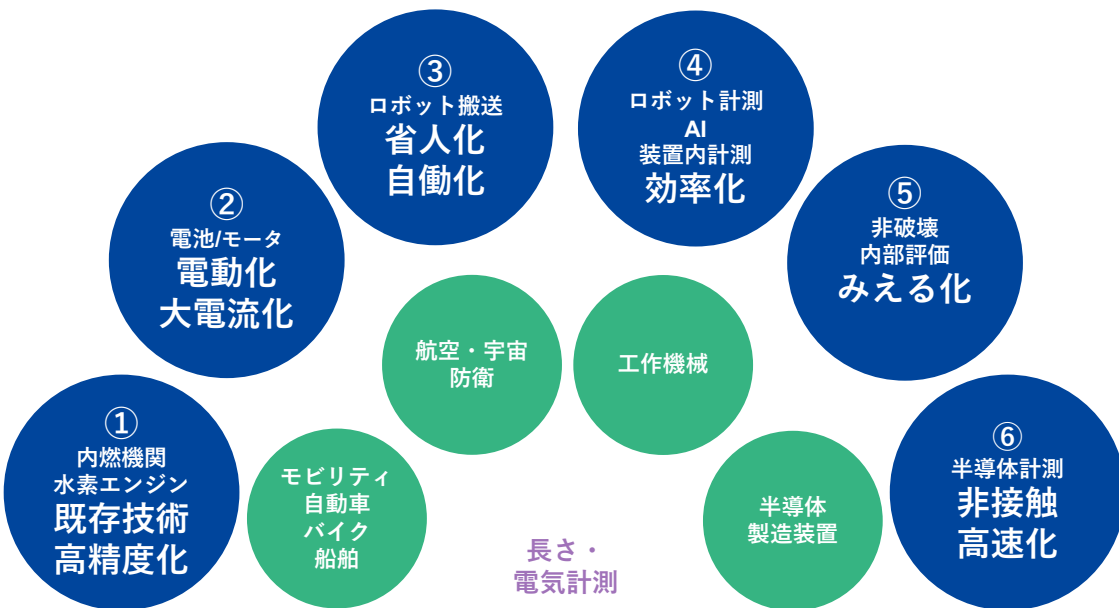 ①
内燃機関
水素エンジン
既存技術
高精度化
②
電池/モータ
電動化
大電流化
③
ロボット搬送
省人化
自働化
④
ロボット計測
AI
装置内計測
効率化
⑤
非破壊
内部評価
みえる化
⑥
半導体計測
非接触
高速化
モビリティ
自動車
バイク
船舶
航空・宇宙
防衛
工作機械
半導体
製造装置
長さ・
電気計測